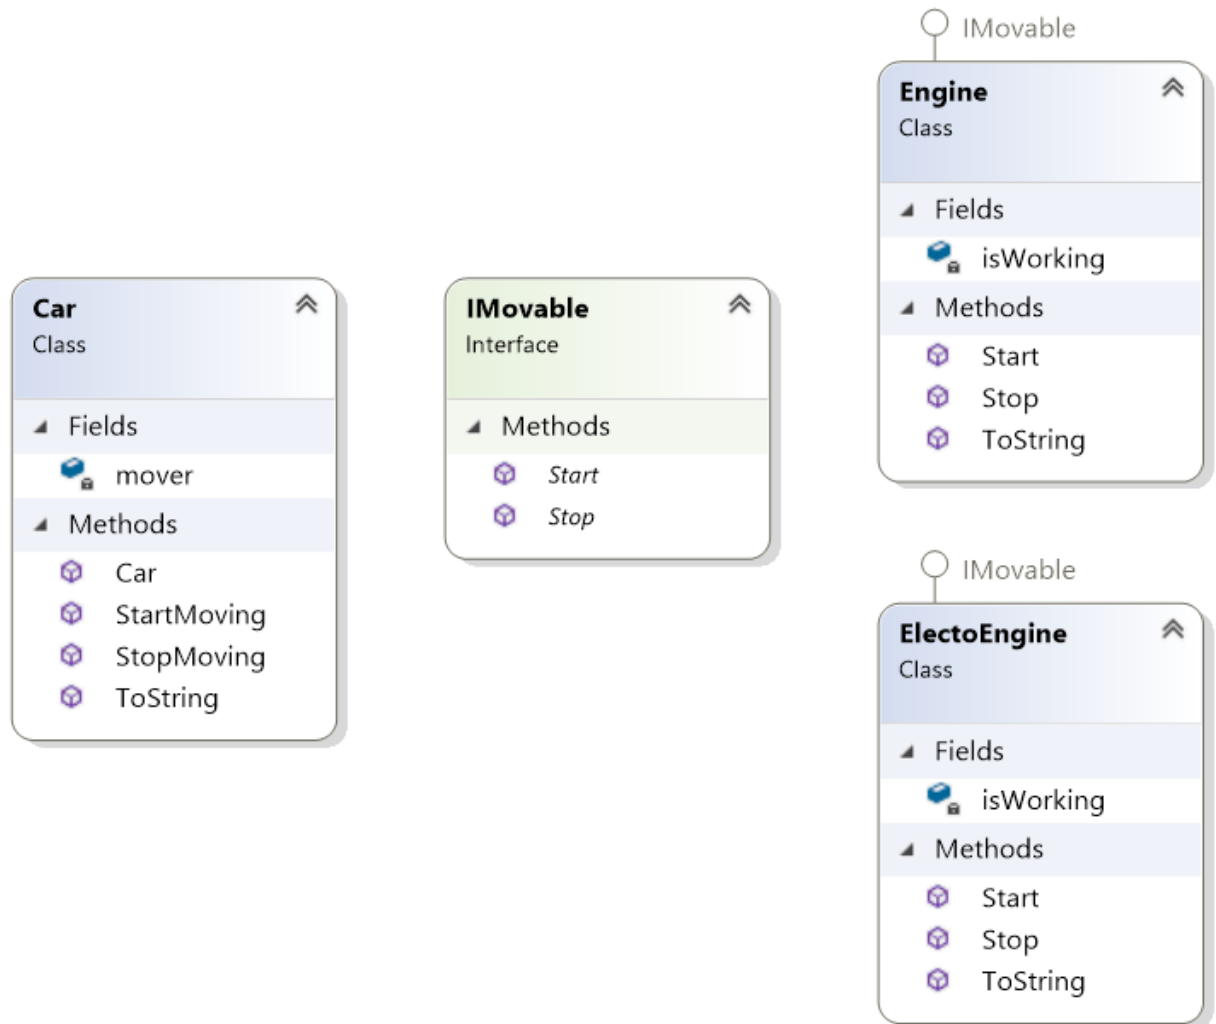 Car
Class
Fields
mover
Methods
Car
StartMoving
StopMoving
ToString
IMovable
Interface
Methods
Start
Stop
IMovable
Engine
Class
Fields
isWorking
Methods
Start
Stop
ToString
IMovable
ElectoEngine
Class
Fields
isWorking
Methods
Start
Stop
ToString